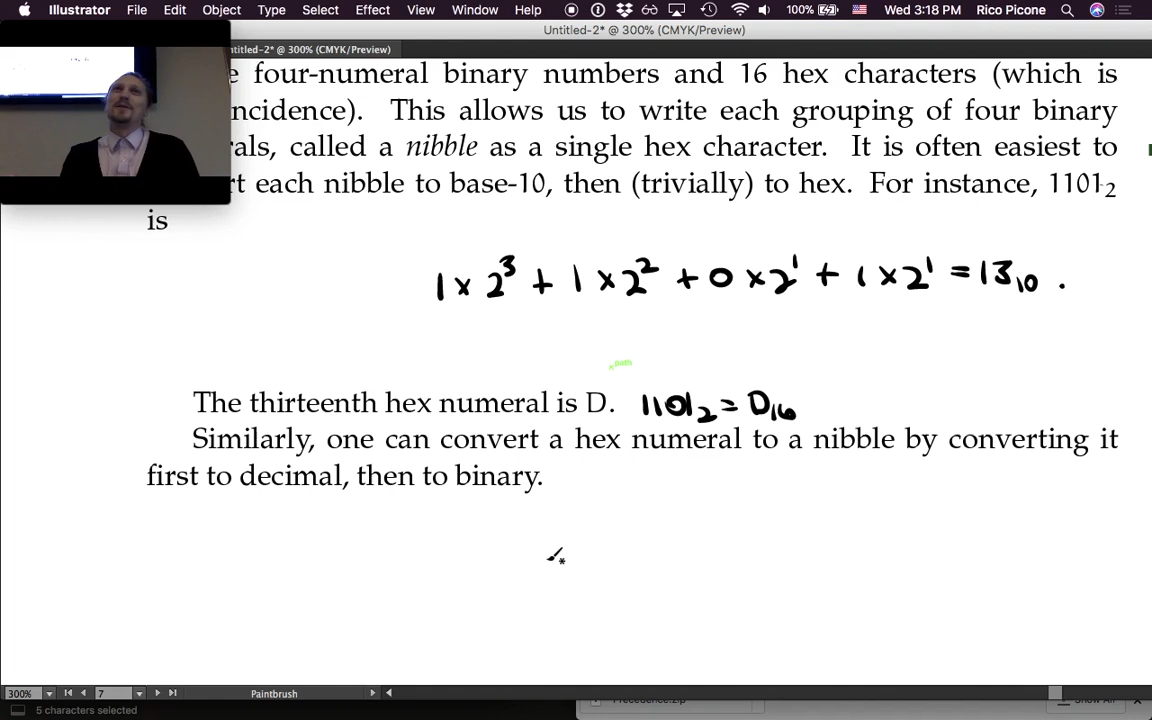 Illustrator File Edit Object Type Select Effect View Window Help 100% Wed 3:18 PM Rico Picone
Untitled-2* @ 300% (CMYK/Preview)
ntitled-2* @ 300% (CMYK/Preview)
e four-numeral binary numbers and 16 hex characters (which is
incidence). This allows us to write each grouping of four binary
rals, called a nibble as a single hex character. It is often easiest to
rt each nibble to base-10, then (trivially) to hex. For instance, 1101₂
is
1 × 2³ + 1 × 2² + 0 × 2¹ + 1 × 2¹ = 13₁₀ .
path
The thirteenth hex numeral is D. 1101₂ = D₁₆
Similarly, one can convert a hex numeral to a nibble by converting it
first to decimal, then to binary.
300% 7 Paintbrush
5 characters selected